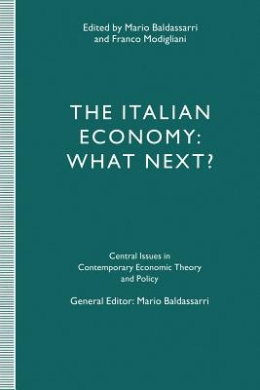 Edited by Mario Baldassarri
and Franco Modigliani
THE ITALIAN
ECONOMY:
WHAT NEXT?
Central Issues in
Contemporary Economic Theory
and Policy
General Editor: Mario Baldassarri